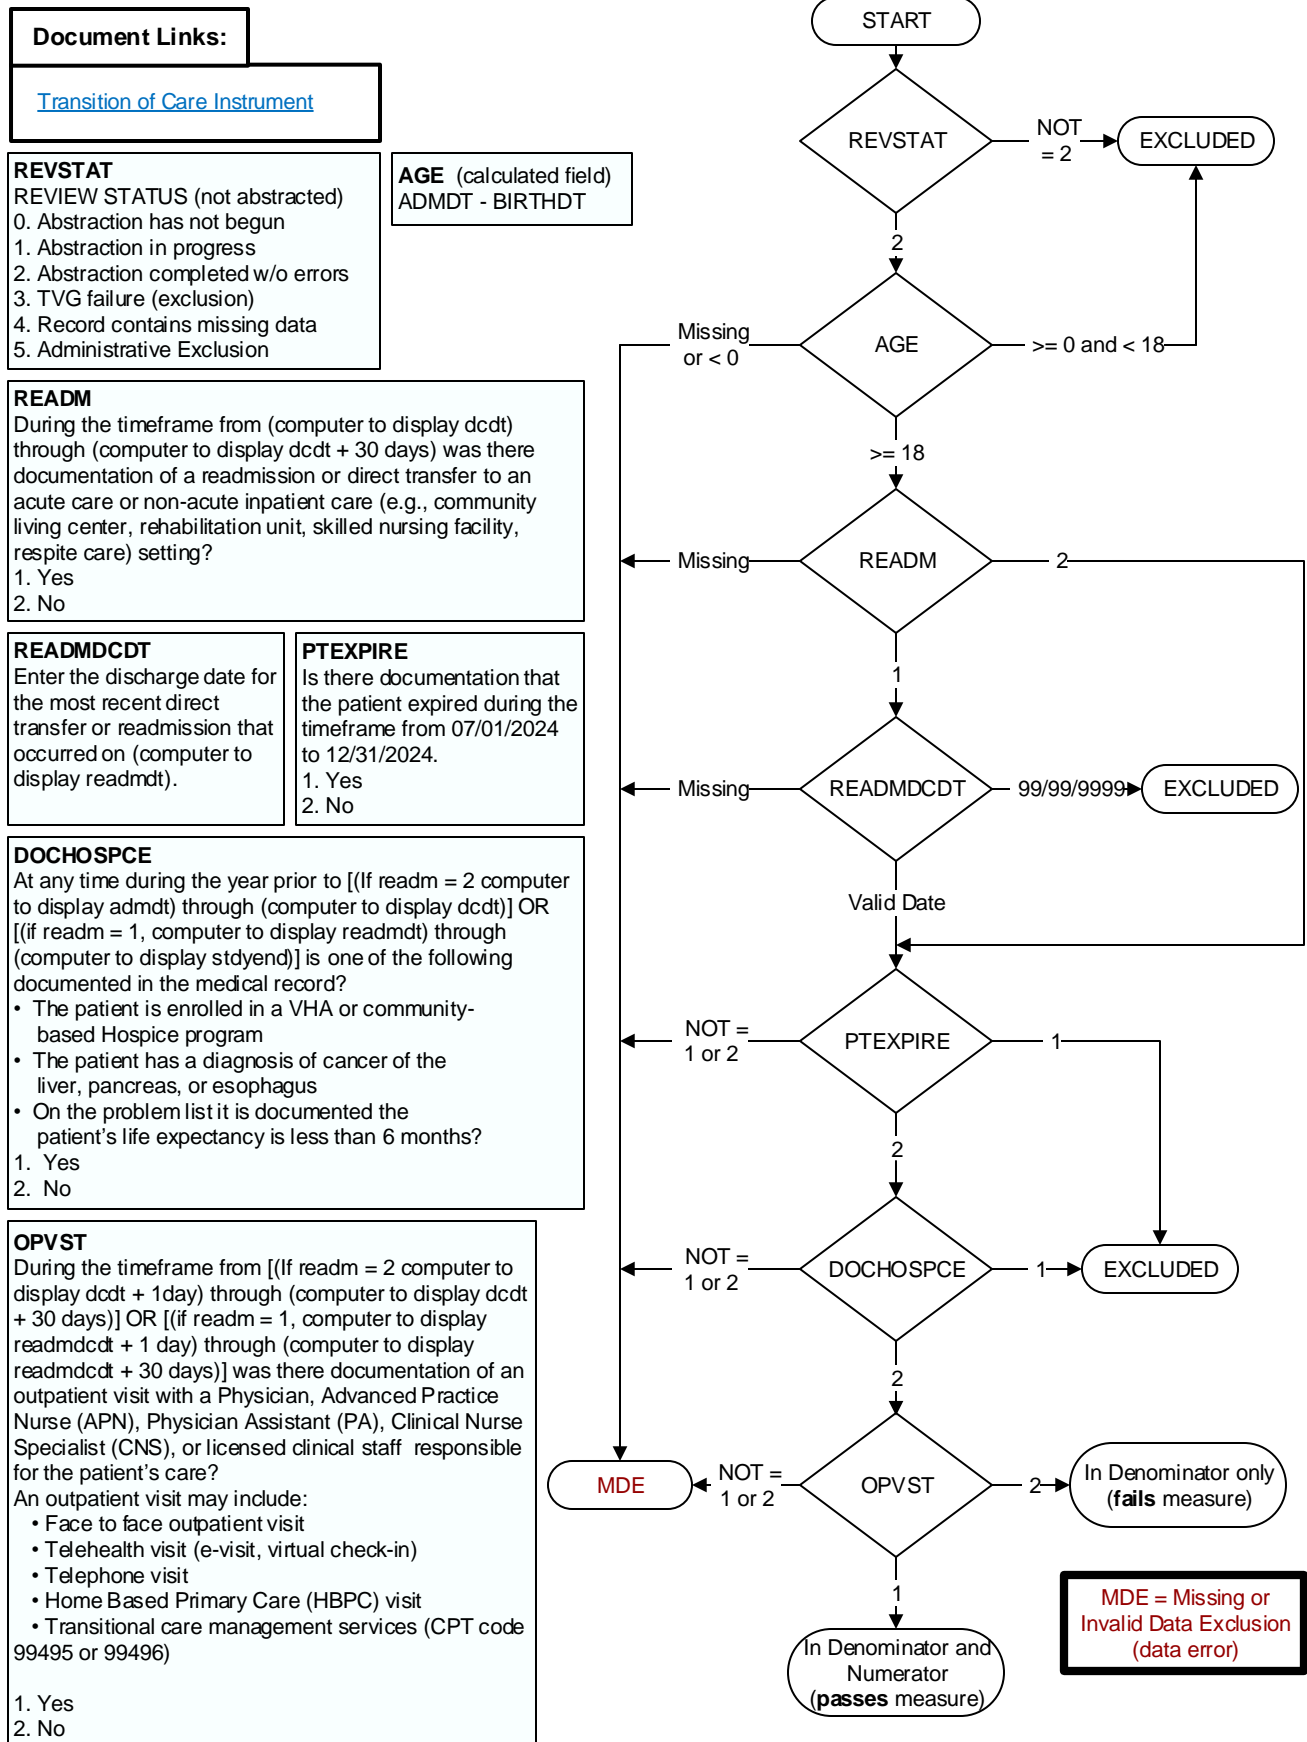 Document Links:
Transition of Care Instrument
REVSTAT
REVIEW STATUS (not abstracted)
0. Abstraction has not begun
1. Abstraction in progress
2. Abstraction completed w/o errors
3. TVG failure (exclusion)
4. Record contains missing data
5. Administrative Exclusion
AGE (calculated field)
ADMDT - BIRTHDT
READM
During the timeframe from (computer to display dcdt)
through (computer to display dcdt + 30 days) was there
documentation of a readmission or direct transfer to an
acute care or non-acute inpatient care (e.g., community
living center, rehabilitation unit, skilled nursing facility,
respite care) setting?
1. Yes
2. No
READMDCDT
Enter the discharge date for
the most recent direct
transfer or readmission that
occurred on (computer to
display readmdt).
PTEXPIRE
Is there documentation that
the patient expired during the
timeframe from 07/01/2024
to 12/31/2024.
1. Yes
2. No
DOCHOSPCE
At any time during the year prior to [(If readm = 2 computer
to display admdt) through (computer to display dcdt)] OR
[(if readm = 1, computer to display readmdt) through
(computer to display stdyend)] is one of the following
documented in the medical record?
• The patient is enrolled in a VHA or community-
based Hospice program
• The patient has a diagnosis of cancer of the
liver, pancreas, or esophagus
• On the problem list it is documented the
patient's life expectancy is less than 6 months?
1. Yes
2. No
OPVST
During the timeframe from [(If readm = 2 computer to
display dcdt + 1day) through (computer to display dcdt
+ 30 days)] OR [(if readm = 1, computer to display
readmdcdt + 1 day) through (computer to display
readmdcdt + 30 days)] was there documentation of an
outpatient visit with a Physician, Advanced Practice
Nurse (APN), Physician Assistant (PA), Clinical Nurse
Specialist (CNS), or licensed clinical staff responsible
for the patient's care?
An outpatient visit may include:
• Face to face outpatient visit
• Telehealth visit (e-visit, virtual check-in)
• Telephone visit
• Home Based Primary Care (HBPC) visit
• Transitional care management services (CPT code
99495 or 99496)
1. Yes
2. No
START
REVSTAT
NOT
= 2
EXCLUDED
2
Missing
or < 0
AGE
>= 0 and < 18
>= 18
Missing
READM
2
1
Missing
READMDCDT
99/99/9999
EXCLUDED
Valid Date
NOT =
1 or 2
PTEXPIRE
1
2
NOT =
1 or 2
DOCHOSPCE
1
EXCLUDED
2
MDE
NOT =
1 or 2
OPVST
2
In Denominator only
(fails measure)
1
In Denominator and
Numerator
(passes measure)
MDE = Missing or
Invalid Data Exclusion
(data error)